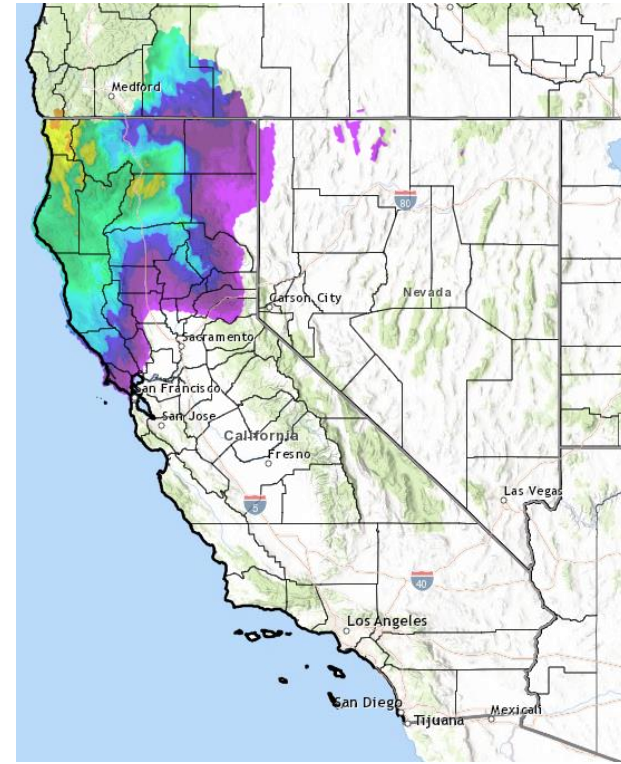 Medford
80
Carson City
Nevada
Sacramento
San Francisco
San Jose
California
Fresno
Las Vegas
5
40
Los Angeles
San Diego
Tijuana
Mexicali